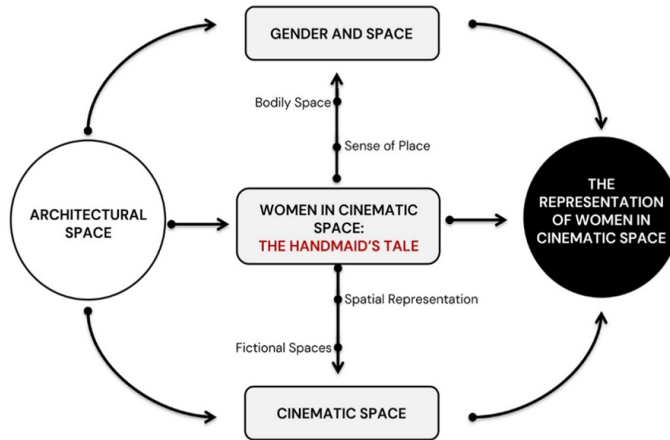 GENDER AND SPACE
Bodily Space
Sense of Place
ARCHITECTURAL
SPACE
WOMEN IN CINEMATIC
SPACE:
THE HANDMAID'S TALE
THE
REPRESENTATION
OF WOMEN IN
CINEMATIC SPACE
Spatial Representation
Fictional Spaces
CINEMATIC SPACE